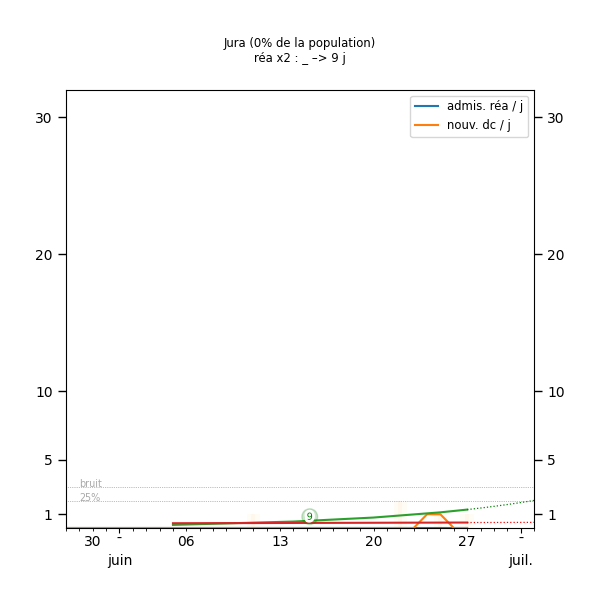 Jura (0% de la population)
réa x2 : _ –> 9 j
admis. réa / j
nouv. dc / j
30 30
20 20
10 10
5 5
bruit
25%
9
1 1
30 - 06 13 20 27 -
juin juil.